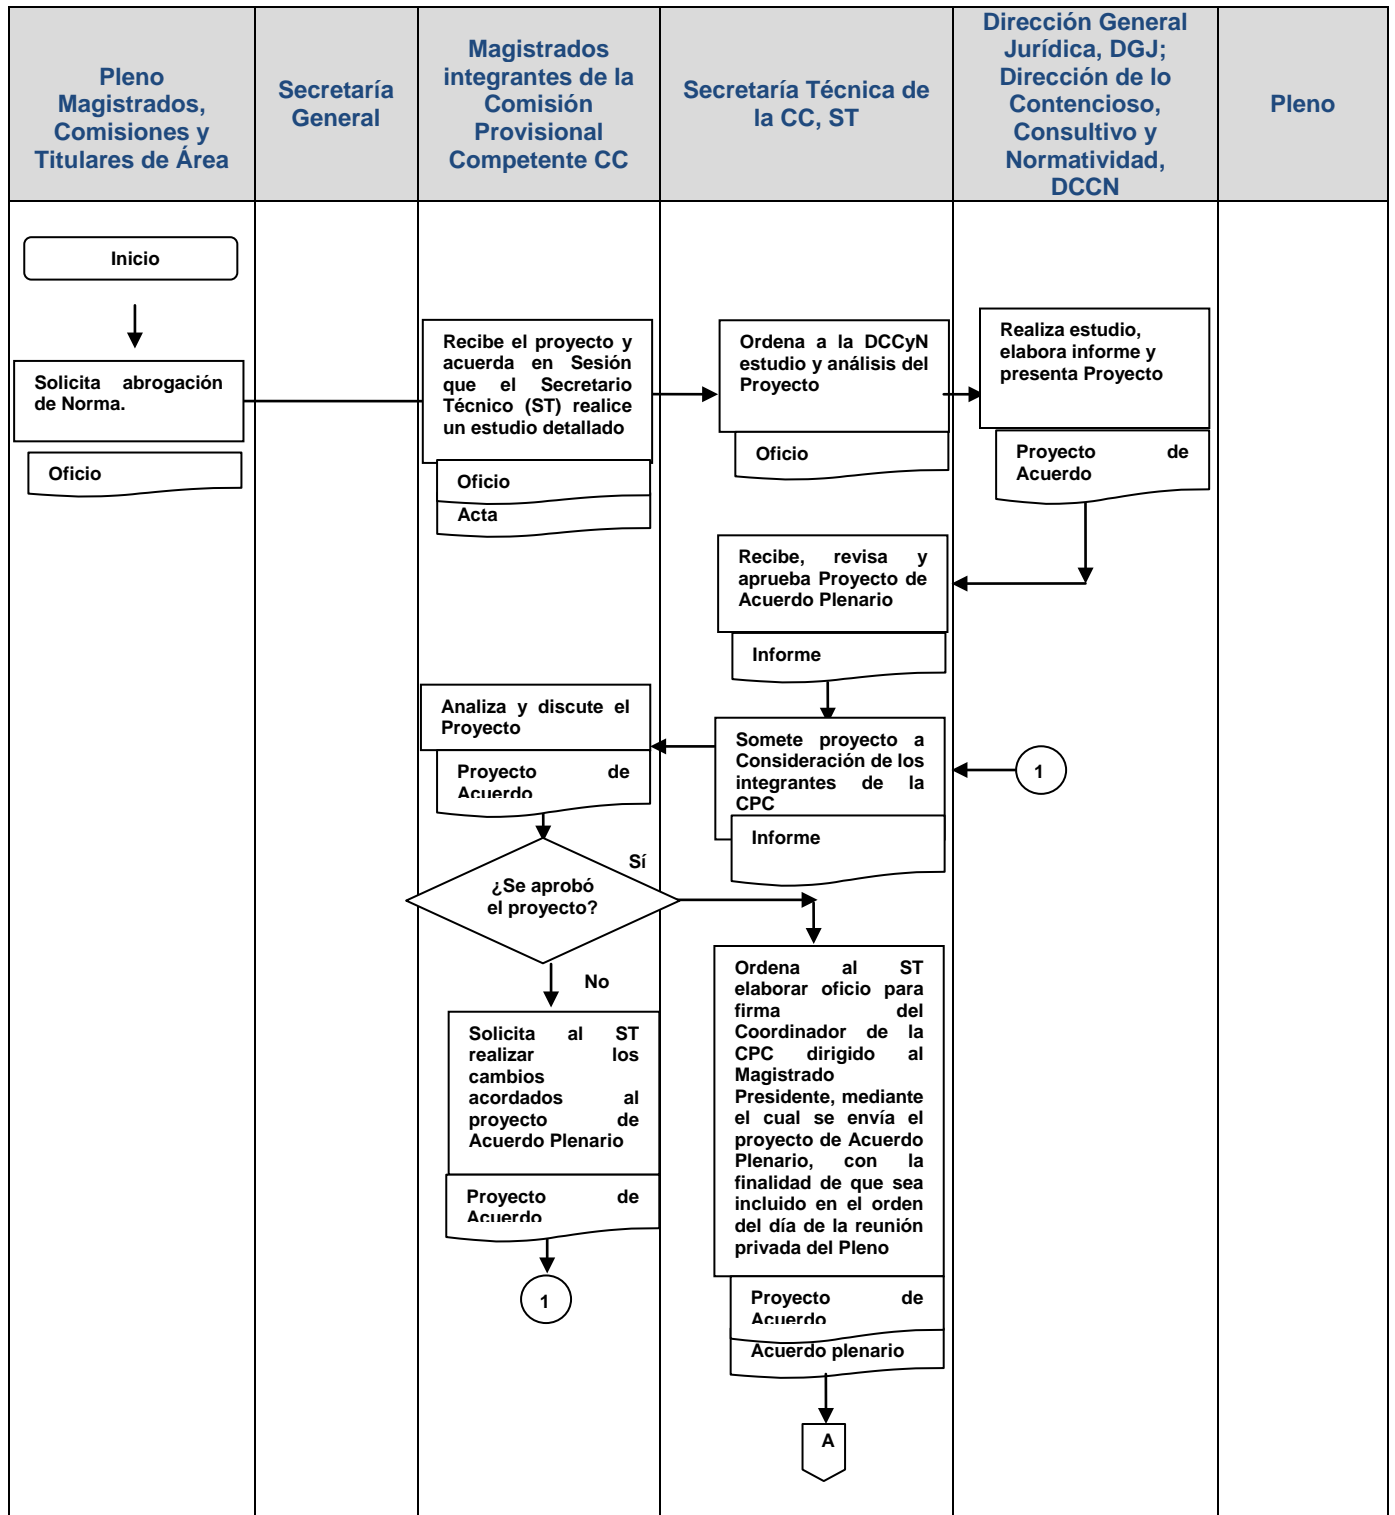 Pleno
Magistrados,
Comisiones y
Titulares de Área
Secretaría
General
Magistrados
integrantes de la
Comisión
Provisional
Competente CC
Secretaría Técnica de
la CC, ST
Dirección General
Jurídica, DGJ;
Dirección de lo
Contencioso,
Consultivo y
Normatividad,
DCCN
Pleno
Inicio
Solicita abrogación
de Norma.
Oficio
Recibe el proyecto y
acuerda en Sesión
que el Secretario
Técnico (ST) realice
un estudio detallado
Oficio
Acta
Ordena a la DCCyN
estudio y análisis del
Proyecto
Oficio
Realiza estudio,
elabora informe y
presenta Proyecto
Proyecto de
Acuerdo
Recibe, revisa y
aprueba Proyecto de
Acuerdo Plenario
Informe
Somete proyecto a
Consideración de los
integrantes de la
CPC
Informe
1
Analiza y discute el
Proyecto
Proyecto de
Acuerdo
¿Se aprobó
el proyecto?
Sí
No
Solicita al ST
realizar los
cambios
acordados al
proyecto de
Acuerdo Plenario
Proyecto de
Acuerdo
1
Ordena al ST
elaborar oficio para
firma del
Coordinador de la
CPC dirigido al
Magistrado
Presidente, mediante
el cual se envía el
proyecto de Acuerdo
Plenario, con la
finalidad de que sea
incluido en el orden
del día de la reunión
privada del Pleno
Proyecto de
Acuerdo
Acuerdo plenario
A